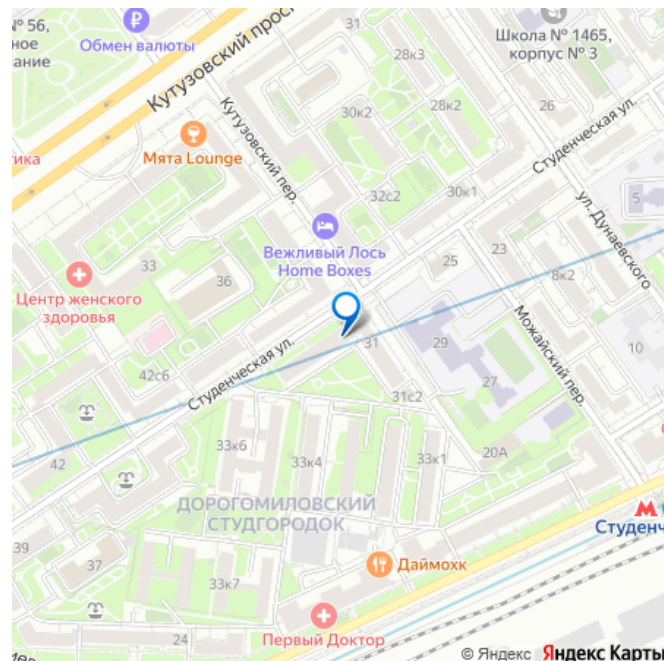 № 56,
ное
ание
Обмен валюты
Кутузовский прос
31
28к3
Школа № 1465,
корпус № 3
тика
Мята Lounge
Кутузовский пер.
30к2
28к2
26
Студенческая ул.
32с2
30к1
ул. Дунаевского
5
Вежливый Лось
Home Boxes
33
36
Центр женского
здоровья
25
23
8к2
Можайский пер.
42с6
Студенческая ул.
31
29
27
10
31с2
42
33к6
33к4
33к1
20А
ДОРОГОМИЛОВСКИЙ
СТУДГОРОДОК
Студенч
39
37
33к7
Даймохк
24
Первый Доктор
© Яндекс Яндекс Карты